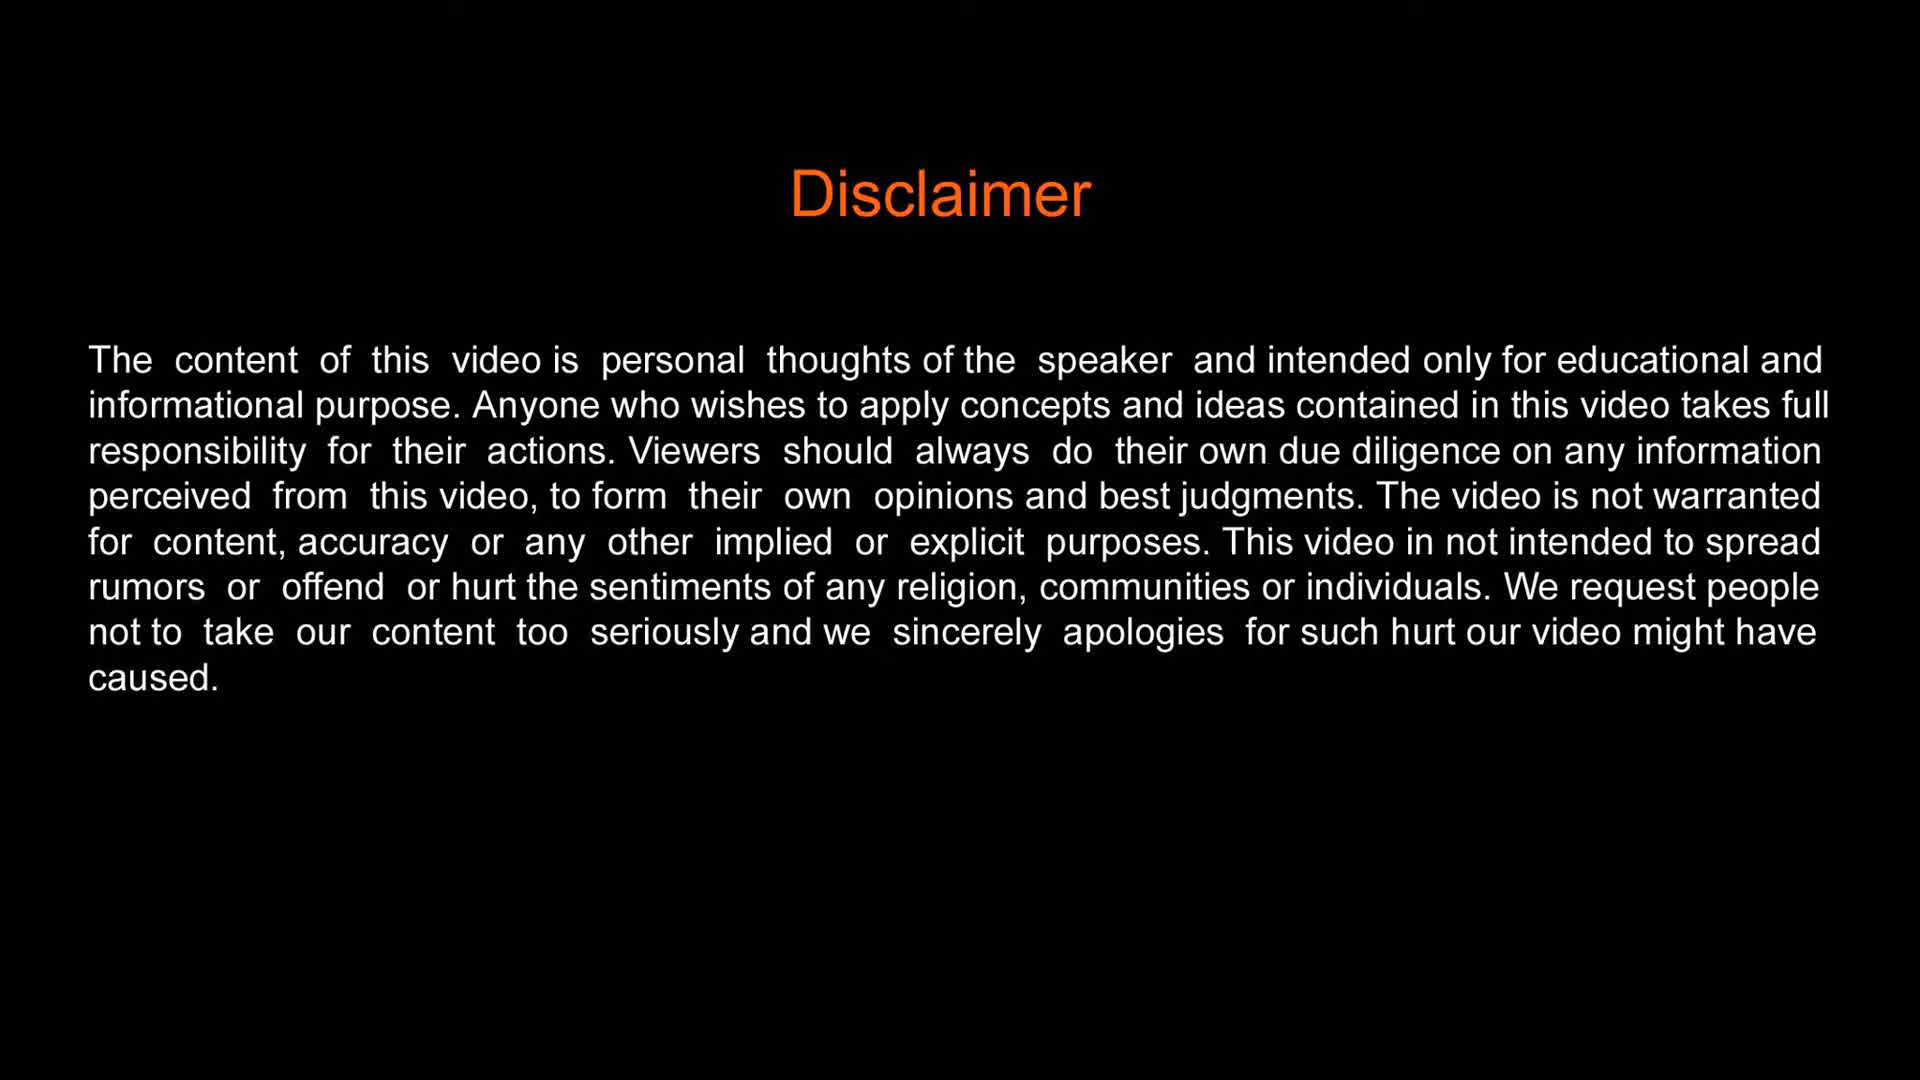 Disclaimer
The content of this video is personal thoughts of the speaker and intended only for educational and
informational purpose. Anyone who wishes to apply concepts and ideas contained in this video takes full
responsibility for their actions. Viewers should always do their own due diligence on any information
perceived from this video, to form their own opinions and best judgments. The video is not warranted
for content, accuracy or any other implied or explicit purposes. This video in not intended to spread
rumors or offend or hurt the sentiments of any religion, communities or individuals. We request people
not to take our content too seriously and we sincerely apologies for such hurt our video might have
caused.